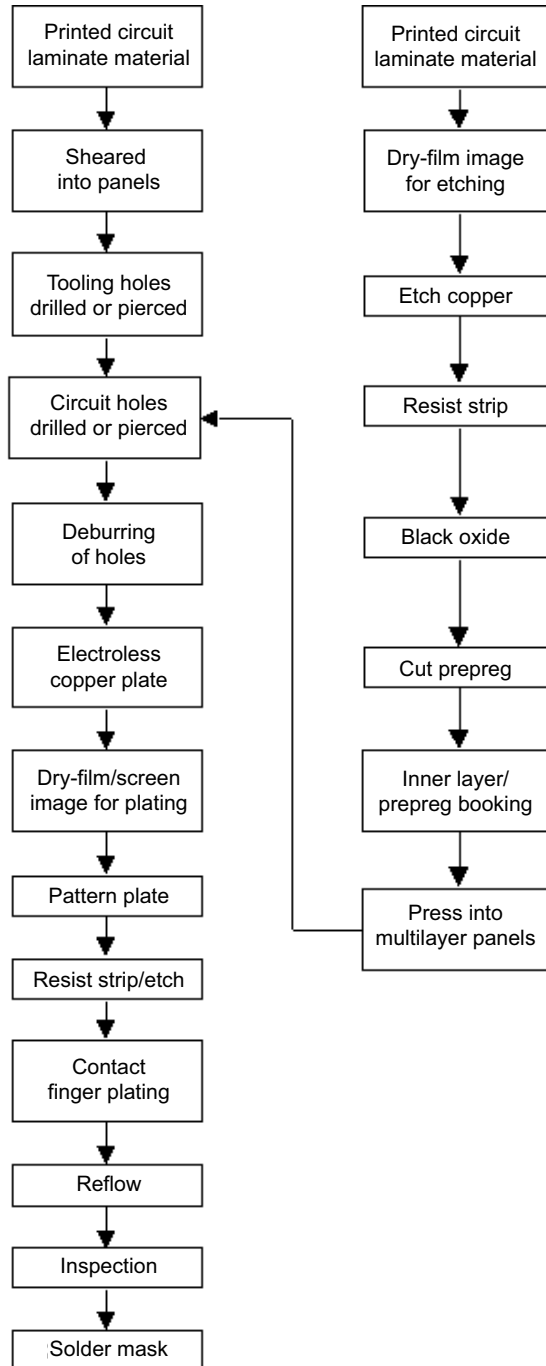 Printed circuit
laminate material
Sheared
into panels
Tooling holes
drilled or pierced
Circuit holes
drilled or pierced
Deburring
of holes
Electroless
copper plate
Dry-film/screen
image for plating
Pattern plate
Resist strip/etch
Contact
finger plating
Reflow
Inspection
Solder mask
Printed circuit
laminate material
Dry-film image
for etching
Etch copper
Resist strip
Black oxide
Cut prepreg
Inner layer/
prepreg booking
Press into
multilayer panels